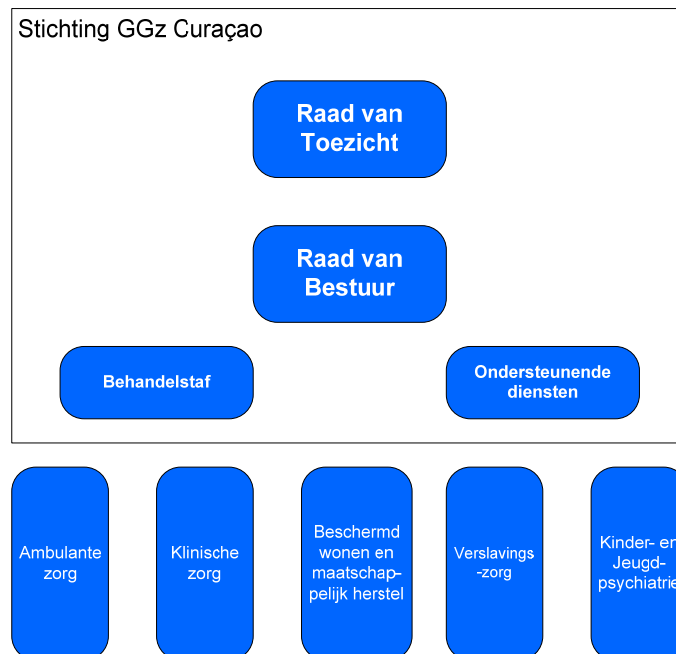 Stichting GGz Curaçao
Raad van
Toezicht
Raad van
Bestuur
Behandelstaf
Ondersteunende
diensten
Ambulante
zorg
Klinische
zorg
Beschermd
wonen en
maatschap-
pelijk herstel
Verslavings
-zorg
Kinder- en
Jeugd-
psychiatrie